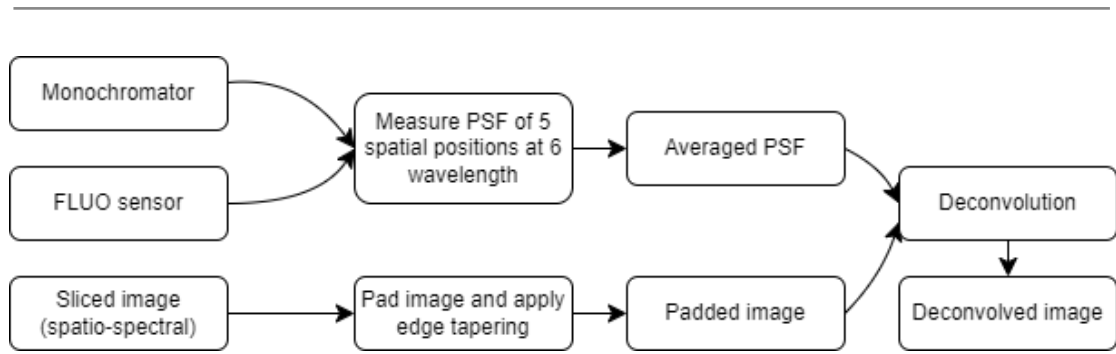 Monochromator
FLUO sensor
Measure PSF of 5
spatial positions at 6
wavelength
Averaged PSF
Deconvolution
Sliced image
(spatio-spectral)
Pad image and apply
edge tapering
Padded image
Deconvolved image